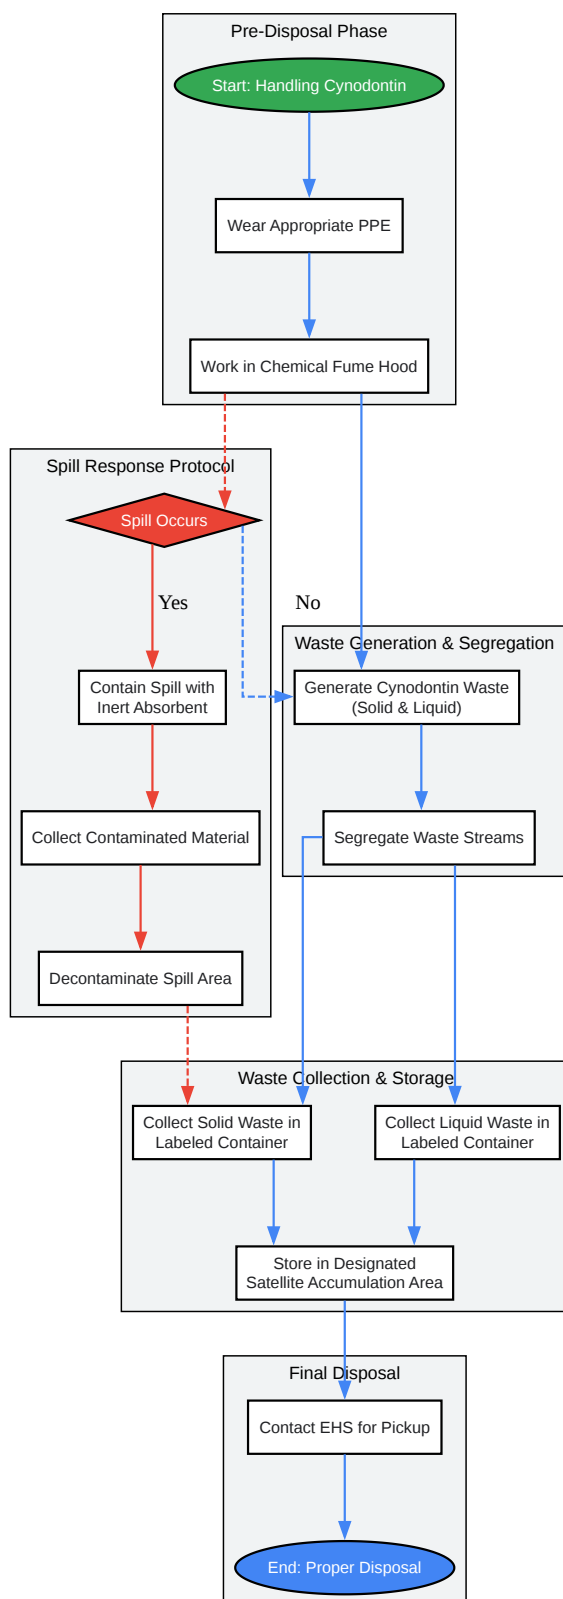 Pre-Disposal Phase
Start: Handling Cynodontin
Wear Appropriate PPE
Work in Chemical Fume Hood
Spill Response Protocol
Spill Occurs
Yes
No
Contain Spill with
Inert Absorbent
Collect Contaminated Material
Decontaminate Spill Area
Waste Generation & Segregation
Generate Cynodontin Waste
(Solid & Liquid)
Segregate Waste Streams
Waste Collection & Storage
Collect Solid Waste in
Labeled Container
Collect Liquid Waste in
Labeled Container
Store in Designated
Satellite Accumulation Area
Final Disposal
Contact EHS for Pickup
End: Proper Disposal